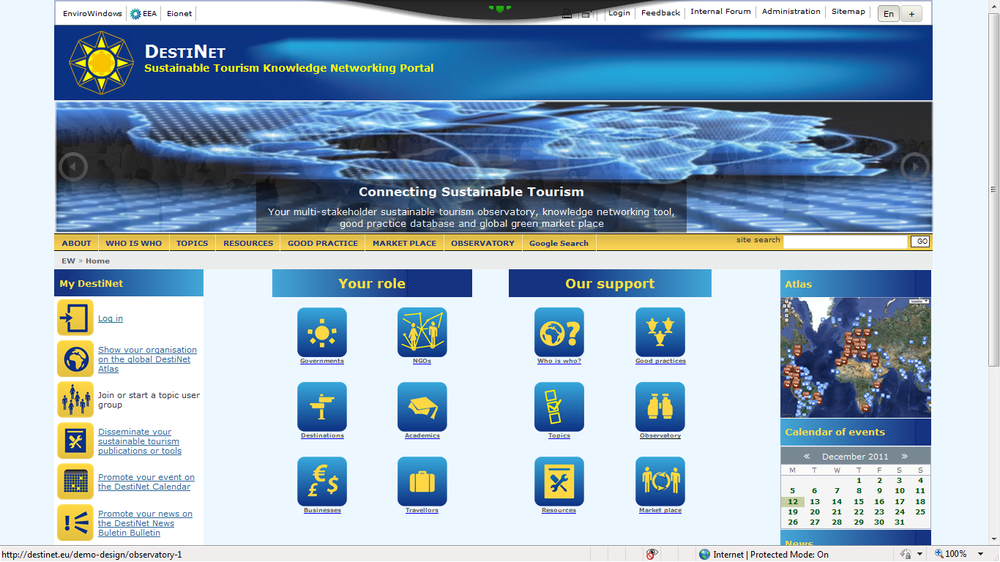 EnviroWindows EEA Eionet Login Feedback Internal Forum Administration Sitemap En +
DESTINET
Sustainable Tourism Knowledge Networking Portal
Connecting Sustainable Tourism
Your multi-stakeholder sustainable tourism observatory, knowledge networking tool,
good practice database and global green market place
ABOUT WHO IS WHO TOPICS RESOURCES GOOD PRACTICE MARKET PLACE OBSERVATORY Google Search site search GO
EW » Home
My DestiNet
Log in
Show your organisation
on the global DestiNet
Atlas
Join or start a topic user
group
Disseminate your
sustainable tourism
publications or tools
Promote your event on
the DestiNet Calendar
Promote your news on
the DestiNet News
Buletin Bulletin
Your role
Governments NGOs
Destinations Academics
Businesses Travellors
Our support
Who is who? Good practices
Topics Observatory
Resources Market place
Atlas
Calendar of events
« December 2011 »
M T W T F S S
1 2 3 4
5 6 7 8 9 10 11
12 13 14 15 16 17 18
19 20 21 22 23 24 25
26 27 28 29 30 31
News
http://destinet.eu/demo-design/observatory-1 Internet | Protected Mode: On 100%